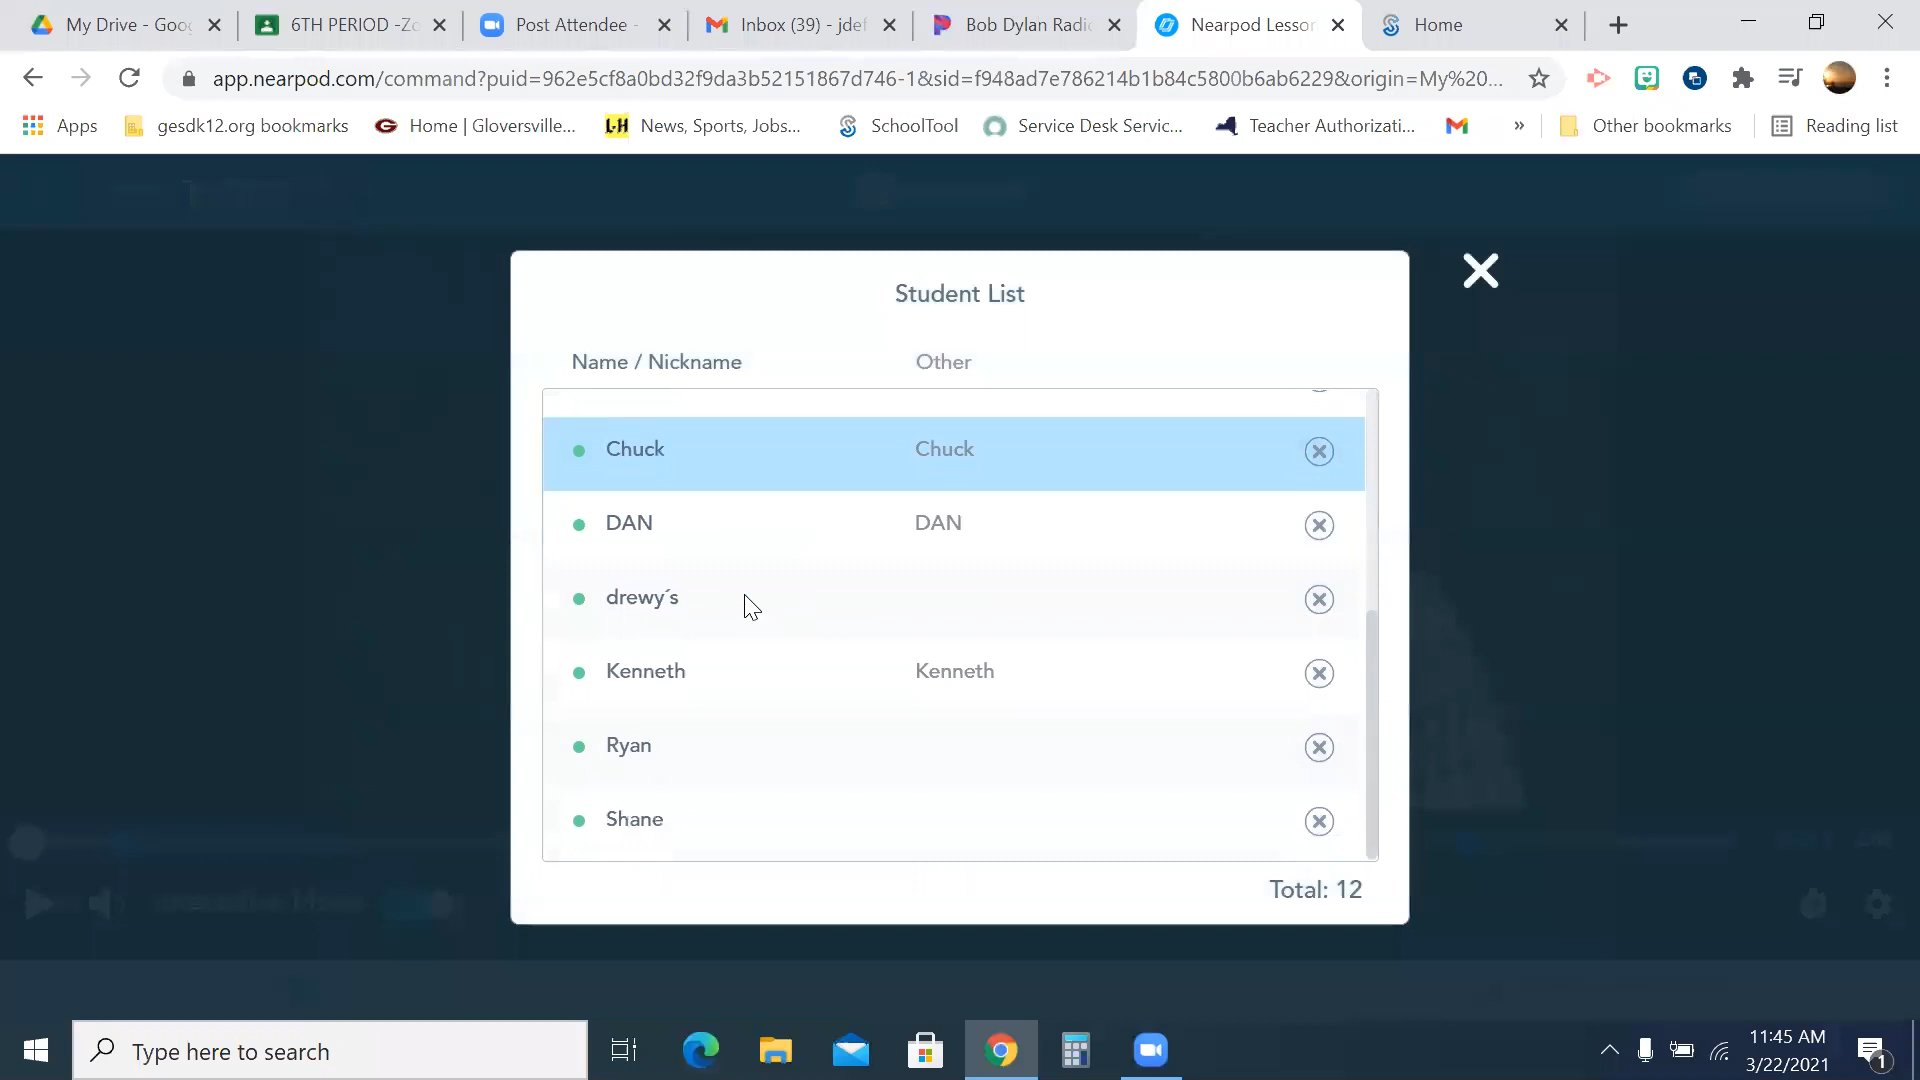 My Drive - Goog
6TH PERIOD -Zo
Post Attendee -
Inbox (39) - jdef
Bob Dylan Radio
Nearpod Lesson
Home
app.nearpod.com/command?puid=962e5cf8a0bd32f9da3b52151867d746-1&sid=f948ad7e786214b1b84c5800b6ab6229&origin=My%20...
Apps
gesdk12.org bookmarks
Home | Gloversville...
News, Sports, Jobs...
SchoolTool
Service Desk Servic...
Teacher Authorizati...
»
Other bookmarks
Reading list
Student List
Name / Nickname Other
Chuck Chuck
DAN DAN
drewy´s
Kenneth Kenneth
Ryan
Shane
Total: 12
Type here to search
11:45 AM
3/22/2021
1